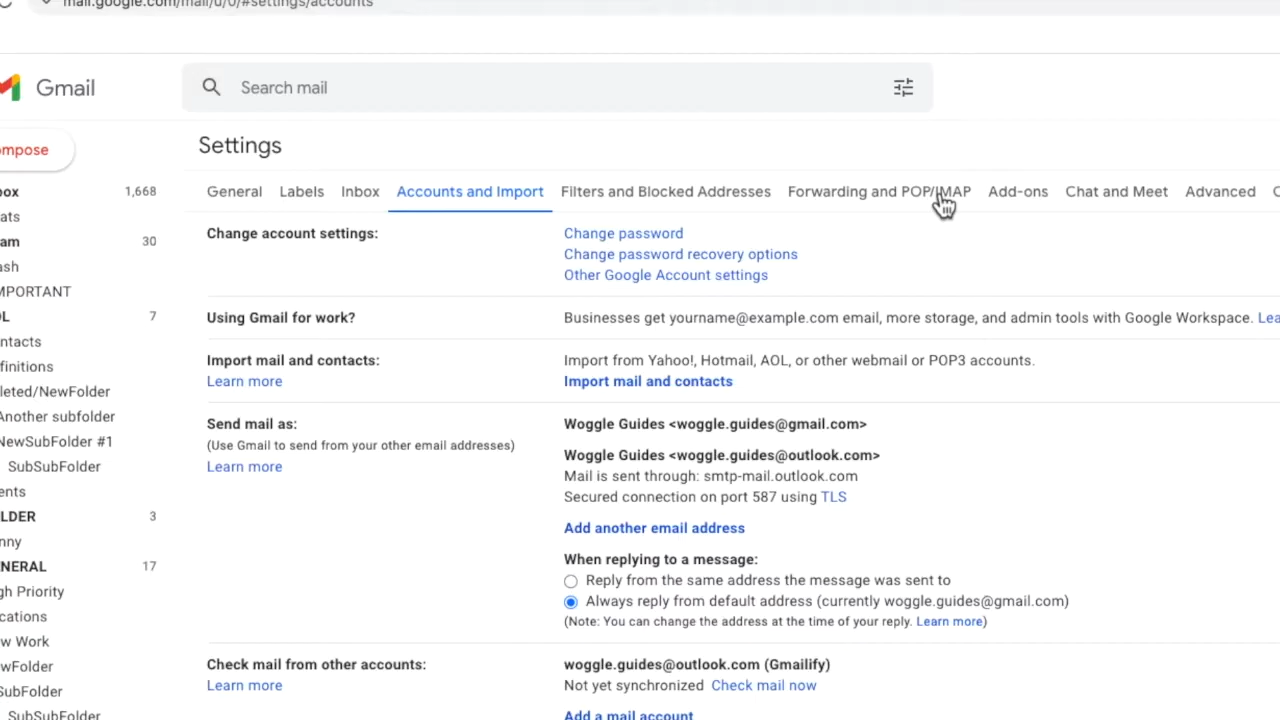 mail.google.com/mail/u/0/#settings/accounts
Gmail
Search mail
ompose
Settings
General Labels Inbox Accounts and Import Filters and Blocked Addresses Forwarding and POP/IMAP Add-ons Chat and Meet Advanced
box 1,668
ats
am 30
ash
MPORTANT
OL 7
ntacts
finitions
leted/NewFolder
Another subfolder
NewSubFolder #1
SubSubFolder
ents
LDER 3
nny
ENERAL 17
gh Priority
cations
ew Work
ewFolder
SubFolder
SubSubFolder
Change account settings:
Change password
Change password recovery options
Other Google Account settings
Using Gmail for work?
Businesses get yourname@example.com email, more storage, and admin tools with Google Workspace. Lea
Import mail and contacts:
Learn more
Import from Yahoo!, Hotmail, AOL, or other webmail or POP3 accounts.
Import mail and contacts
Send mail as:
(Use Gmail to send from your other email addresses)
Learn more
Woggle Guides <woggle.guides@gmail.com>
Woggle Guides <woggle.guides@outlook.com>
Mail is sent through: smtp-mail.outlook.com
Secured connection on port 587 using TLS
Add another email address
When replying to a message:
Reply from the same address the message was sent to
Always reply from default address (currently woggle.guides@gmail.com)
(Note: You can change the address at the time of your reply. Learn more)
Check mail from other accounts:
Learn more
woggle.guides@outlook.com (Gmailify)
Not yet synchronized Check mail now
Add a mail account